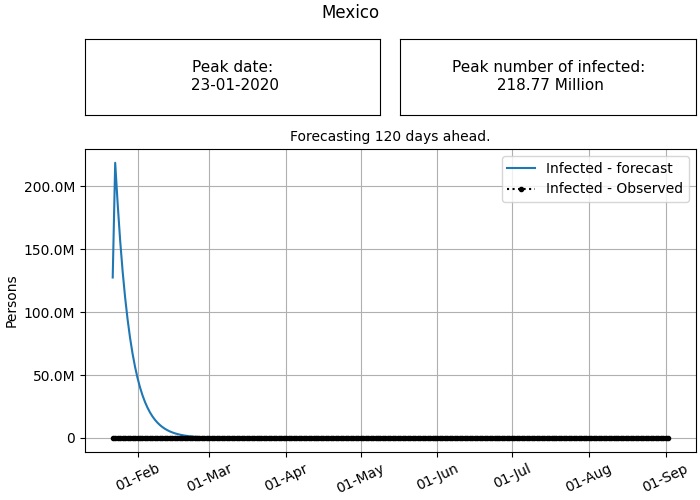 Mexico
Peak date:
23-01-2020
Peak number of infected:
218.77 Million
Forecasting 120 days ahead.
Infected - forecast
Infected - Observed
200.0M
150.0M
100.0M
50.0M
0
Persons
01-Feb
01-Mar
01-Apr
01-May
01-Jun
01-Jul
01-Aug
01-Sep